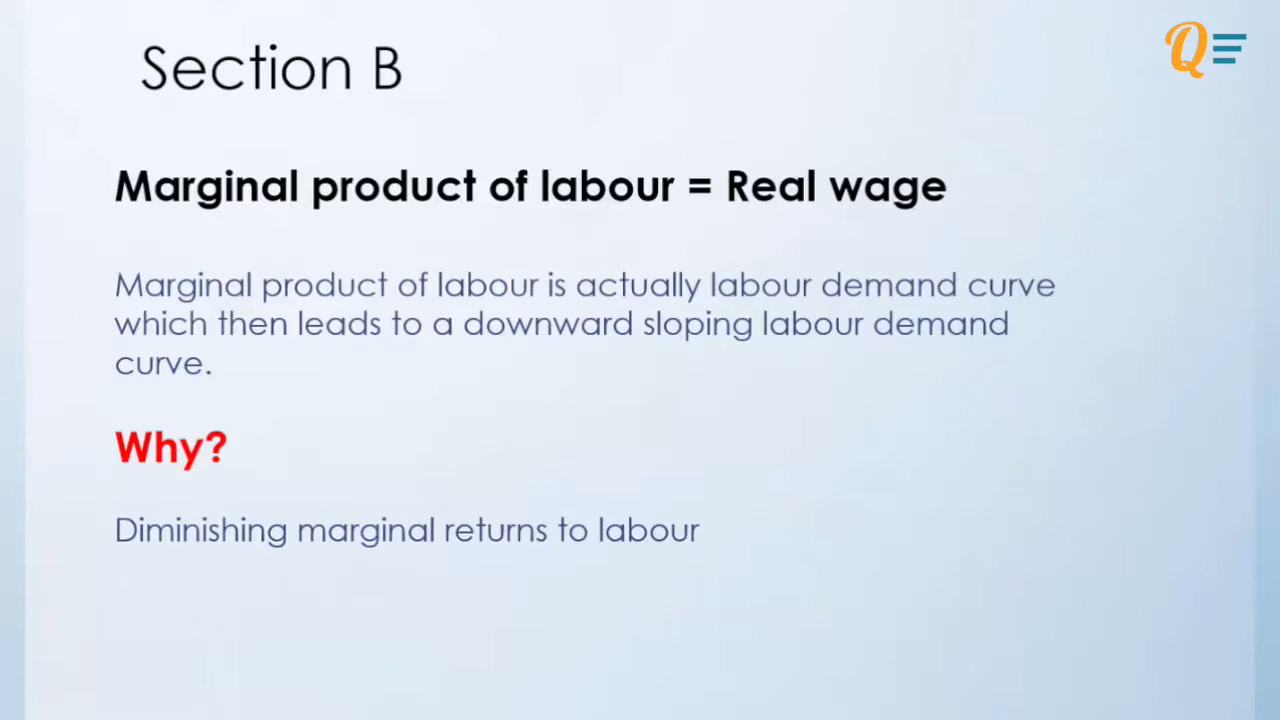 Section B
Q
Marginal product of labour = Real wage
Marginal product of labour is actually labour demand curve
which then leads to a downward sloping labour demand
curve.
Why?
Diminishing marginal returns to labour